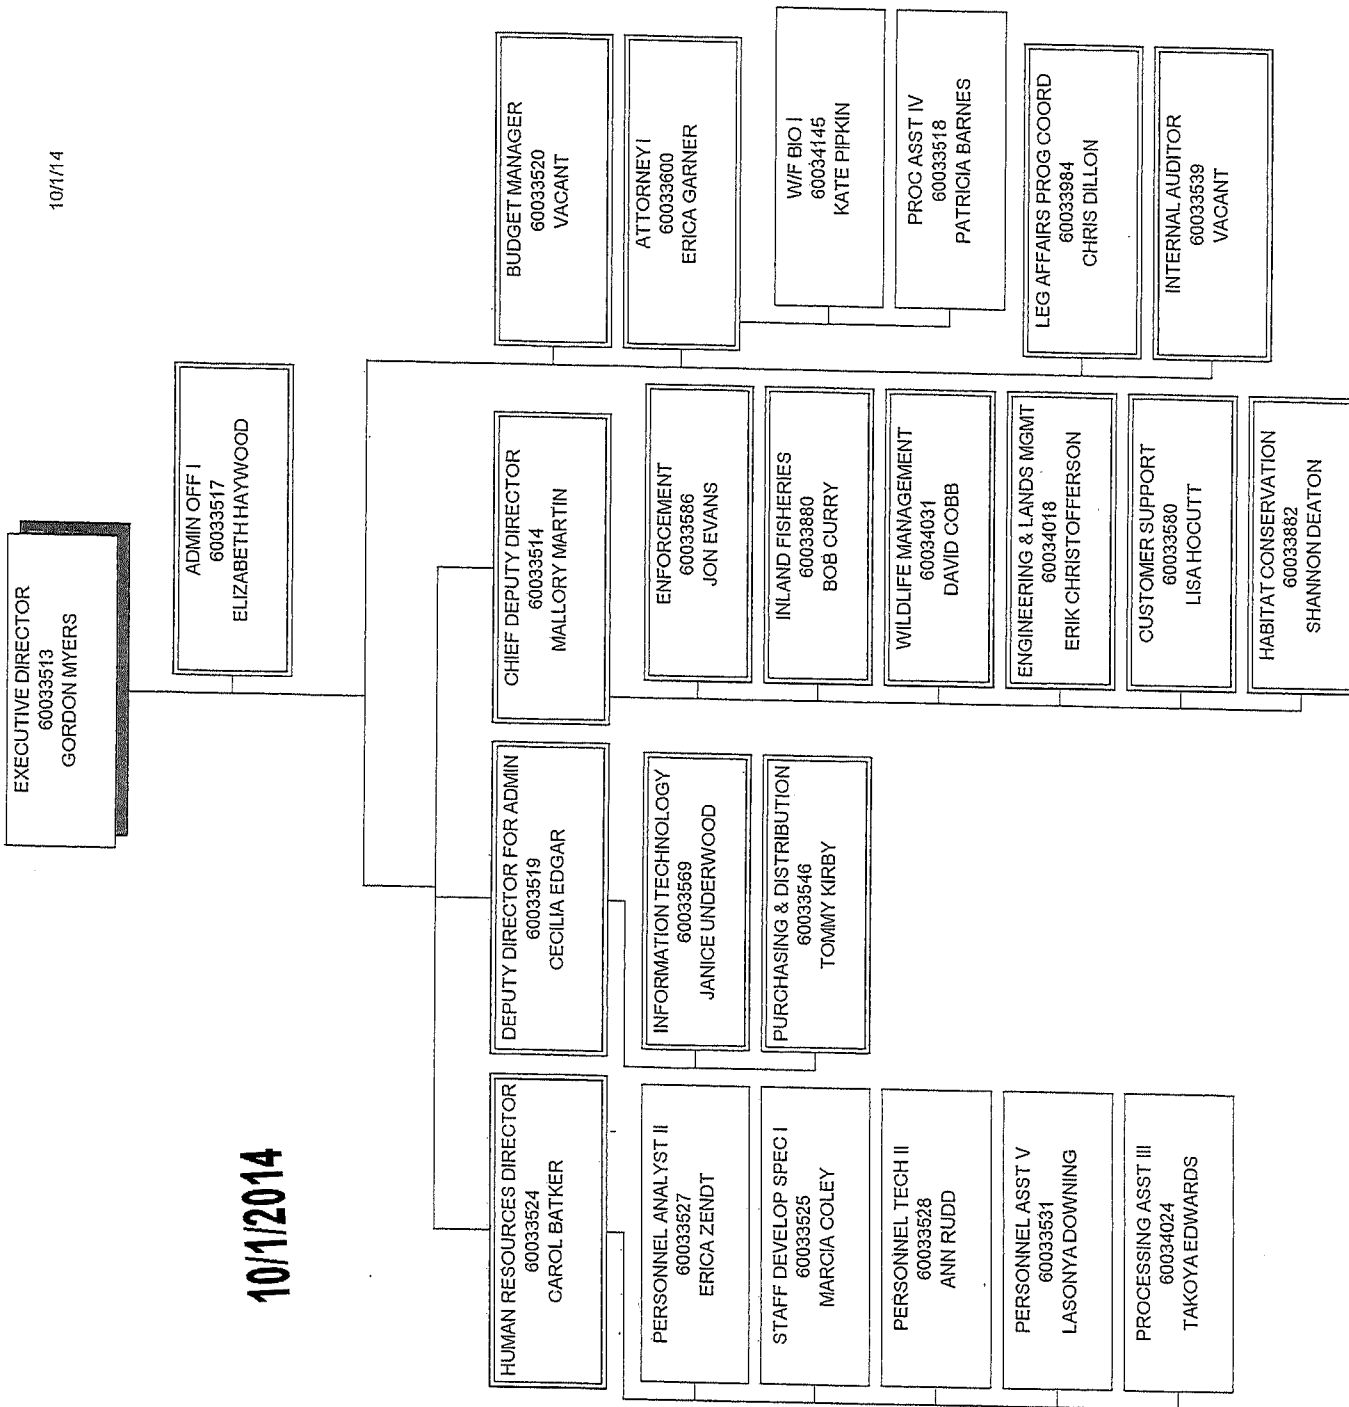 10/1/14
EXECUTIVE DIRECTOR
60033513
GORDON MYERS
ADMIN OFF I
60033517
ELIZABETH HAYWOOD
10/1/2014
HUMAN RESOURCES DIRECTOR
60033524
CAROL BATKER
PERSONNEL ANALYST II
60033527
ERICA ZENDT
STAFF DEVELOP SPEC I
60033525
MARCIA COLEY
PERSONNEL TECH II
60033528
ANN RUDD
PERSONNEL ASST V
60033531
LASONYA DOWNING
PROCESSING ASST III
60034024
TAKOYA EDWARDS
DEPUTY DIRECTOR FOR ADMIN
60033519
CECILIA EDGAR
INFORMATION TECHNOLOGY
60033569
JANICE UNDERWOOD
PURCHASING & DISTRIBUTION
60033546
TOMMY KIRBY
CHIEF DEPUTY DIRECTOR
60033514
MALLORY MARTIN
ENFORCEMENT
60033586
JON EVANS
INLAND FISHERIES
60033880
BOB CURRY
WILDLIFE MANAGEMENT
60034031
DAVID COBB
ENGINEERING & LANDS MGMT
60034018
ERIK CHRISTOFFERSON
CUSTOMER SUPPORT
60033580
LISA HOCUTT
HABITAT CONSERVATION
60033882
SHANNON DEATON
BUDGET MANAGER
60033520
VACANT
ATTORNEY I
60033600
ERICA GARNER
W/F BIO I
60034145
KATE PIPKIN
PROC ASST IV
60033518
PATRICIA BARNES
LEG AFFAIRS PROG COORD
60033984
CHRIS DILLON
INTERNAL AUDITOR
60033539
VACANT